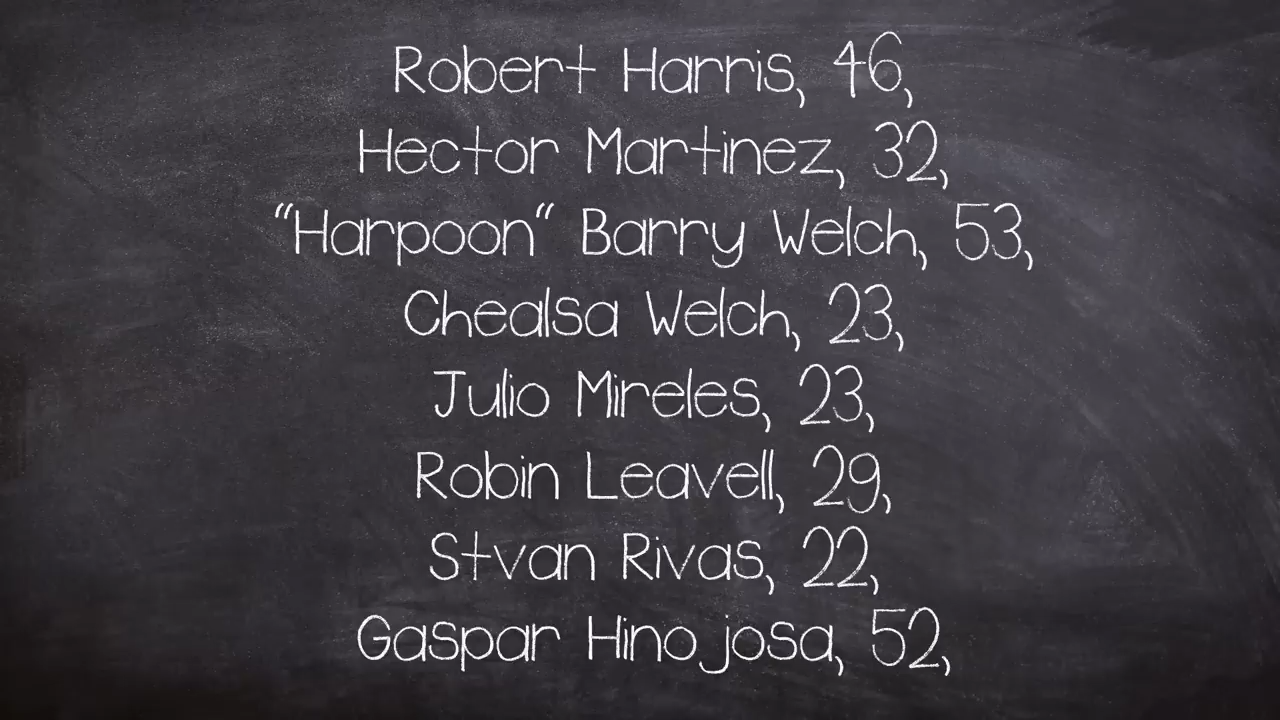 Robert Harris, 46,
Hector Martinez, 32,
“Harpoon“ Barry Welch, 53,
Chealsa Welch, 23,
Julio Mireles, 23,
Robin Leavell, 29,
Stvan Rivas, 22,
Gaspar Hinojosa, 52,